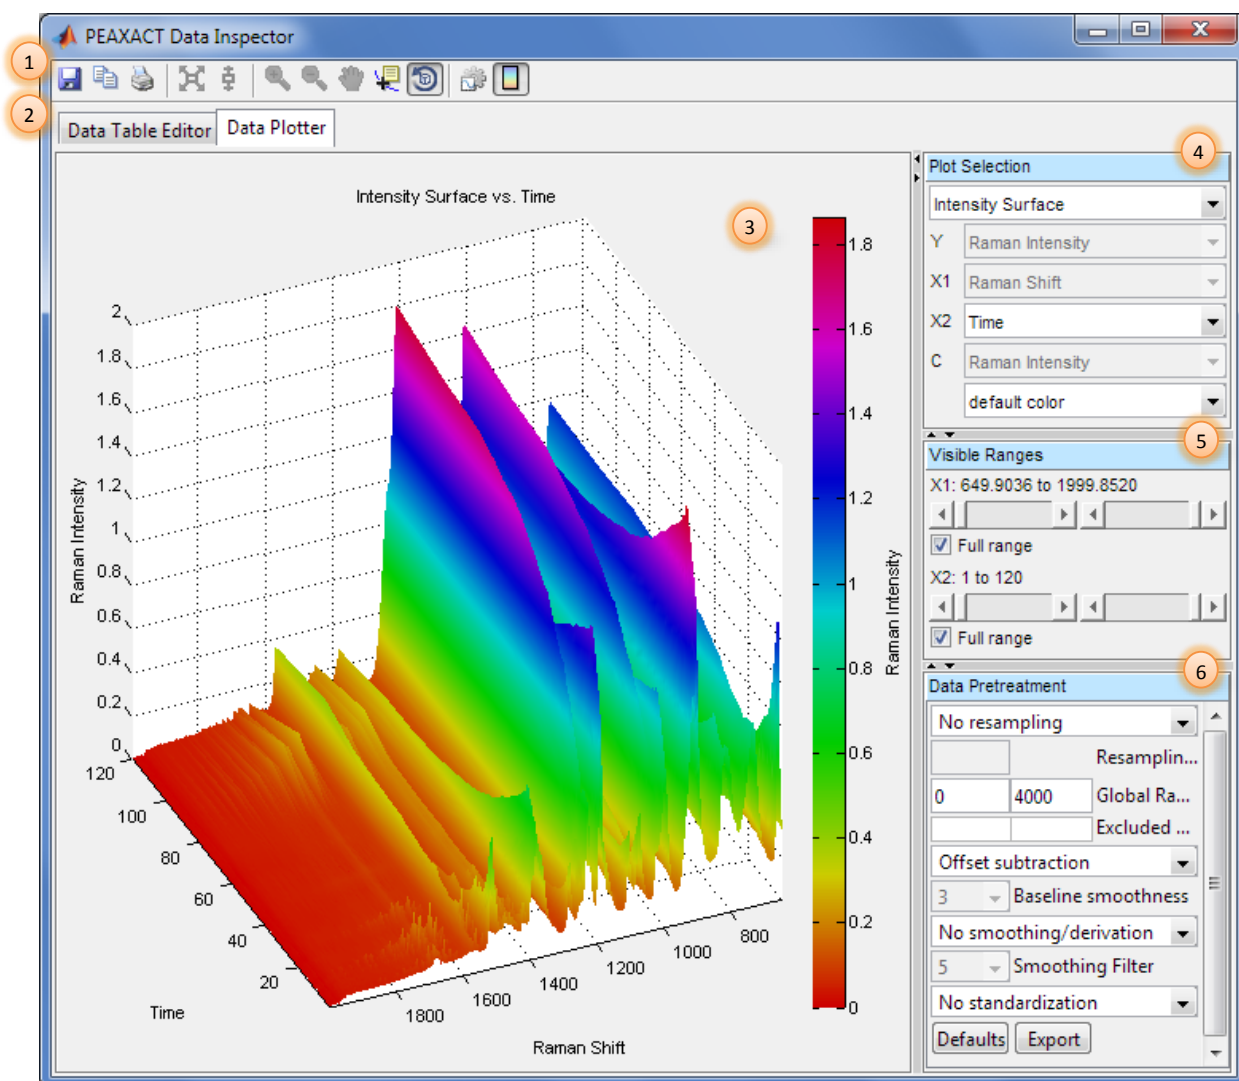 PEAXACT Data Inspector
1
2
Data Table Editor
Data Plotter
3
Intensity Surface vs. Time
2
1.8
1.6
1.4
1.2
1
0.8
0.6
0.4
0.2
0
Raman Intensity
120
100
80
60
40
20
Time
1800
1600
1400
1200
1000
800
Raman Shift
1.8
1.6
1.4
1.2
1
0.8
0.6
0.4
0.2
0
Raman Intensity
4
Plot Selection
Intensity Surface
Y Raman Intensity
X1 Raman Shift
X2 Time
C Raman Intensity
default color
5
Visible Ranges
X1: 649.9036 to 1999.8520
Full range
X2: 1 to 120
Full range
6
Data Pretreatment
No resampling
Resamplin...
0 4000 Global Ra...
Excluded ...
Offset subtraction
3 Baseline smoothness
No smoothing/derivation
5 Smoothing Filter
No standardization
Defaults Export